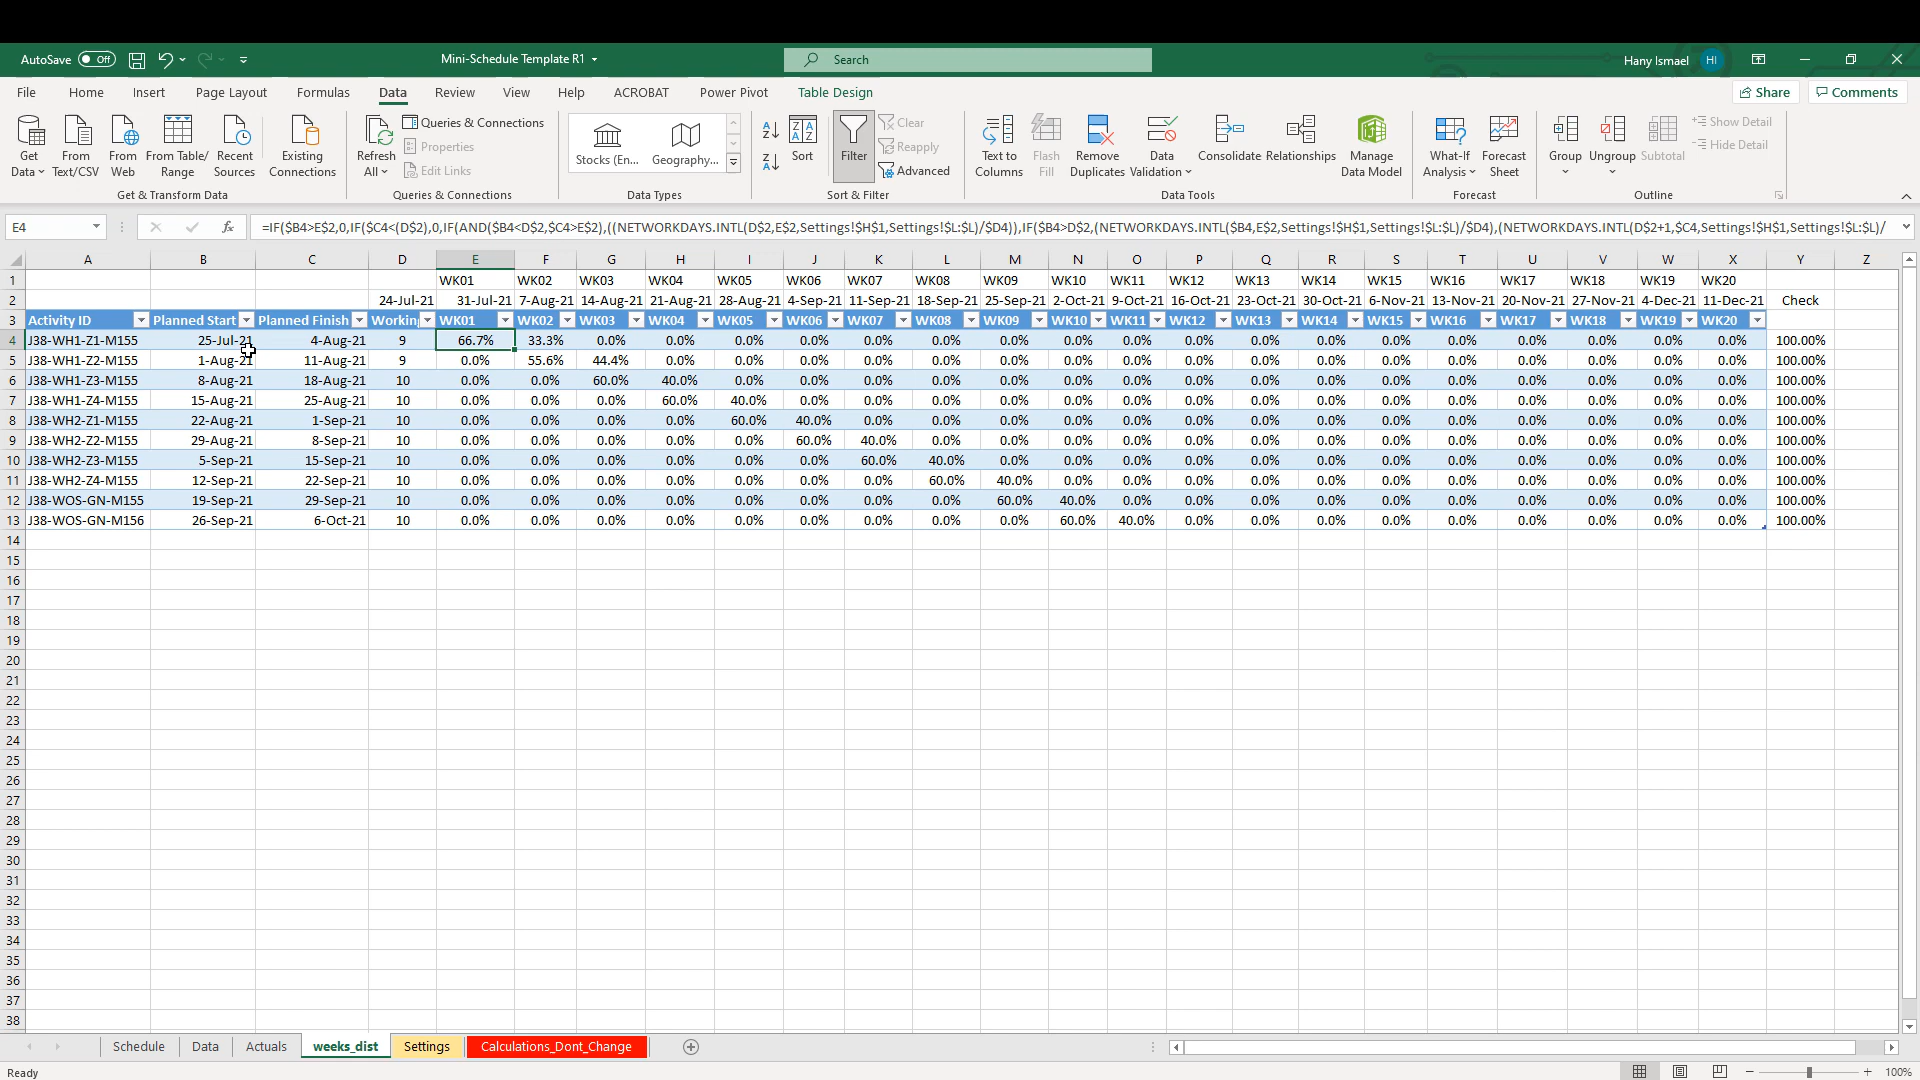 AutoSave Off Mini-Schedule Template R1 Search Hany Ismael HI
File Home Insert Page Layout Formulas Data Review View Help ACROBAT Power Pivot Table Design Share Comments
Get Data From Text/CSV From Web From Table/ Range Recent Sources Existing Connections
Get & Transform Data
Refresh All Queries & Connections Properties Edit Links
Queries & Connections
Stocks (En... Geography...
Data Types
Sort Filter Clear Reapply Advanced
Sort & Filter
Text to Columns Flash Fill Remove Duplicates Data Validation Consolidate Relationships Manage Data Model
Data Tools
What-If Analysis Forecast Sheet
Forecast
Group Ungroup Subtotal Show Detail Hide Detail
Outline
E4 fx =IF($B4>E$2,0,IF($C4<(D$2),0,IF(AND($B4<D$2,$C4>E$2),((NETWORKDAYS.INTL(D$2,E$2,Settings!$H$1,Settings!$L:$L)/$D4)),IF($B4>D$2,(NETWORKDAYS.INTL($B4,E$2,Settings!$H$1,Settings!$L:$L)/$D4),(NETWORKDAYS.INTL(D$2+1,$C4,Settings!$H$1,Settings!$L:$L)/
A B C D E F G H I J K L M N O P Q R S T U V W X Y Z
1 WK01 WK02 WK03 WK04 WK05 WK06 WK07 WK08 WK09 WK10 WK11 WK12 WK13 WK14 WK15 WK16 WK17 WK18 WK19 WK20
2 24-Jul-21 31-Jul-21 7-Aug-21 14-Aug-21 21-Aug-21 28-Aug-21 4-Sep-21 11-Sep-21 18-Sep-21 25-Sep-21 2-Oct-21 9-Oct-21 16-Oct-21 23-Oct-21 30-Oct-21 6-Nov-21 13-Nov-21 20-Nov-21 27-Nov-21 4-Dec-21 11-Dec-21 Check
3 Activity ID Planned Start Planned Finish Working WK01 WK02 WK03 WK04 WK05 WK06 WK07 WK08 WK09 WK10 WK11 WK12 WK13 WK14 WK15 WK16 WK17 WK18 WK19 WK20
4 J38-WH1-Z1-M155 25-Jul-21 4-Aug-21 9 66.7% 33.3% 0.0% 0.0% 0.0% 0.0% 0.0% 0.0% 0.0% 0.0% 0.0% 0.0% 0.0% 0.0% 0.0% 0.0% 0.0% 0.0% 0.0% 0.0% 100.00%
5 J38-WH1-Z2-M155 1-Aug-21 11-Aug-21 9 0.0% 55.6% 44.4% 0.0% 0.0% 0.0% 0.0% 0.0% 0.0% 0.0% 0.0% 0.0% 0.0% 0.0% 0.0% 0.0% 0.0% 0.0% 0.0% 0.0% 100.00%
6 J38-WH1-Z3-M155 8-Aug-21 18-Aug-21 10 0.0% 0.0% 60.0% 40.0% 0.0% 0.0% 0.0% 0.0% 0.0% 0.0% 0.0% 0.0% 0.0% 0.0% 0.0% 0.0% 0.0% 0.0% 0.0% 0.0% 100.00%
7 J38-WH1-Z4-M155 15-Aug-21 25-Aug-21 10 0.0% 0.0% 0.0% 60.0% 40.0% 0.0% 0.0% 0.0% 0.0% 0.0% 0.0% 0.0% 0.0% 0.0% 0.0% 0.0% 0.0% 0.0% 0.0% 0.0% 100.00%
8 J38-WH2-Z1-M155 22-Aug-21 1-Sep-21 10 0.0% 0.0% 0.0% 0.0% 60.0% 40.0% 0.0% 0.0% 0.0% 0.0% 0.0% 0.0% 0.0% 0.0% 0.0% 0.0% 0.0% 0.0% 0.0% 0.0% 100.00%
9 J38-WH2-Z2-M155 29-Aug-21 8-Sep-21 10 0.0% 0.0% 0.0% 0.0% 0.0% 60.0% 40.0% 0.0% 0.0% 0.0% 0.0% 0.0% 0.0% 0.0% 0.0% 0.0% 0.0% 0.0% 0.0% 0.0% 100.00%
10 J38-WH2-Z3-M155 5-Sep-21 15-Sep-21 10 0.0% 0.0% 0.0% 0.0% 0.0% 0.0% 60.0% 40.0% 0.0% 0.0% 0.0% 0.0% 0.0% 0.0% 0.0% 0.0% 0.0% 0.0% 0.0% 0.0% 100.00%
11 J38-WH2-Z4-M155 12-Sep-21 22-Sep-21 10 0.0% 0.0% 0.0% 0.0% 0.0% 0.0% 0.0% 60.0% 40.0% 0.0% 0.0% 0.0% 0.0% 0.0% 0.0% 0.0% 0.0% 0.0% 0.0% 0.0% 100.00%
12 J38-WOS-GN-M155 19-Sep-21 29-Sep-21 10 0.0% 0.0% 0.0% 0.0% 0.0% 0.0% 0.0% 0.0% 60.0% 40.0% 0.0% 0.0% 0.0% 0.0% 0.0% 0.0% 0.0% 0.0% 0.0% 0.0% 100.00%
13 J38-WOS-GN-M156 26-Sep-21 6-Oct-21 10 0.0% 0.0% 0.0% 0.0% 0.0% 0.0% 0.0% 0.0% 0.0% 60.0% 40.0% 0.0% 0.0% 0.0% 0.0% 0.0% 0.0% 0.0% 0.0% 0.0% 100.00%
14
15
16
17
18
19
20
21
22
23
24
25
26
27
28
29
30
31
32
33
34
35
36
37
38
Schedule Data Actuals weeks_dist Settings Calculations_Dont_Change
Ready 100%